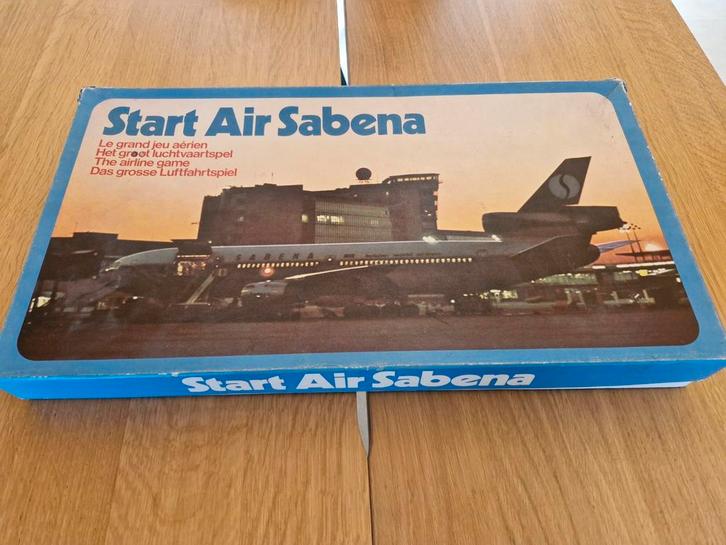 Start Air Sabena
Le grand jeu aérien
Het groot luchtvaartspel
The airline game
Das grosse Luftfahrtspiel
SABENA
Start Air Sabena